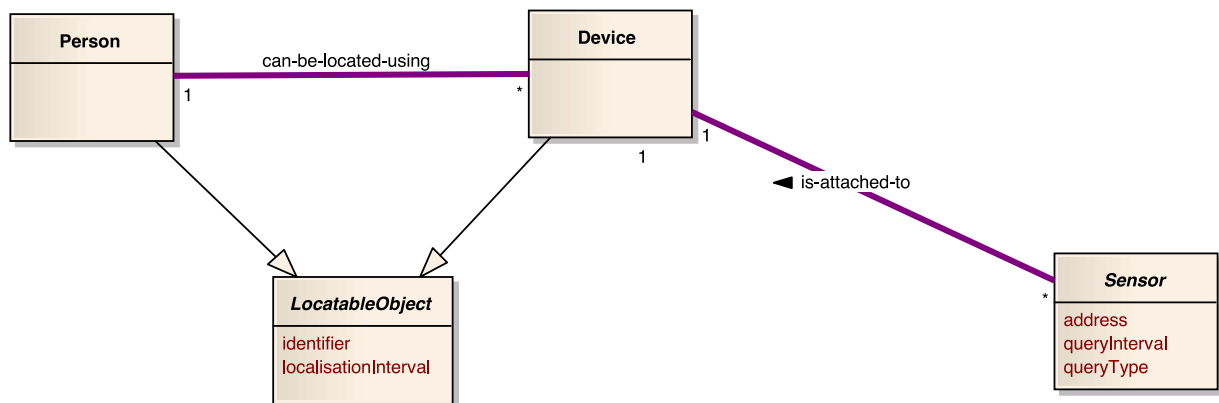 Person
Device
can-be-located-using
1
*
1
1
◄ is-attached-to
LocatableObject
identifier
localisationInterval
Sensor
*
address
queryInterval
queryType